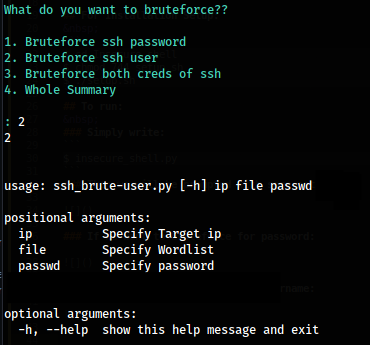 What do you want to bruteforce??
1. Bruteforce ssh password
2. Bruteforce ssh user
3. Bruteforce both creds of ssh
4. Whole Summary
: 2
2
usage: ssh_brute-user.py [-h] ip file passwd
positional arguments:
ip Specify Target ip
file Specify Wordlist
passwd Specify password
optional arguments:
-h, --help show this help message and exit